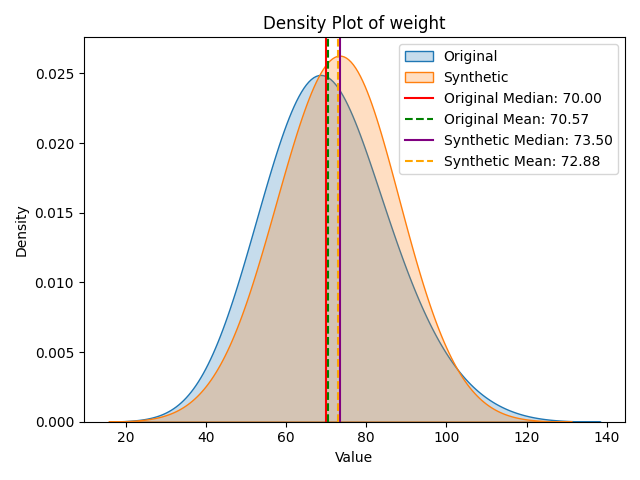 Density Plot of weight
Original
Synthetic
Original Median: 70.00
Original Mean: 70.57
Synthetic Median: 73.50
Synthetic Mean: 72.88
Density
0.025
0.020
0.015
0.010
0.005
0.000
20 40 60 80 100 120 140
Value